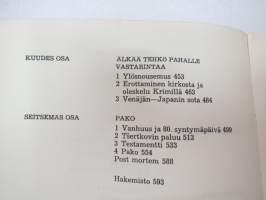 KUUDES OSA
ALKAA TEHKO PAHALLE
VASTARINTAA
1 Ylösnousemus 453
2 Erottaminen kirkosta ja
oleskelu Krimillä 463
3 Venäjän—Japanin sota 484
SEITSEMÄS OSA
PAKO
1 Vanhuus ja 80. syntymäpäivä 499
2 Tšertkovin paluu 513
3 Testamentti 533
4 Pako 554
Post mortem 588
Hakemisto 593